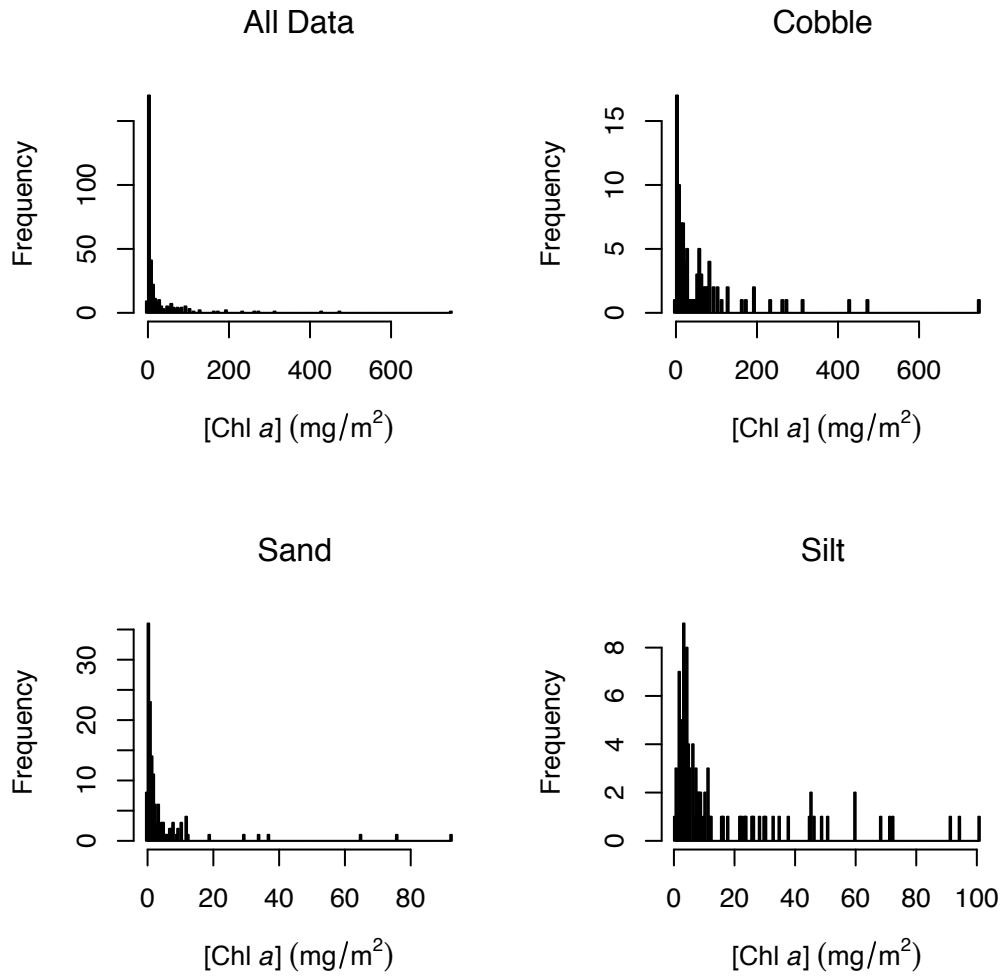 All Data
Frequency
0 50 100
0 200 400 600
[Chl a] (mg/m²)
Cobble
Frequency
0 5 10 15
0 200 400 600
[Chl a] (mg/m²)
Sand
Frequency
0 10 20 30
0 20 40 60 80
[Chl a] (mg/m²)
Silt
Frequency
0 2 4 6 8
0 20 40 60 80 100
[Chl a] (mg/m²)